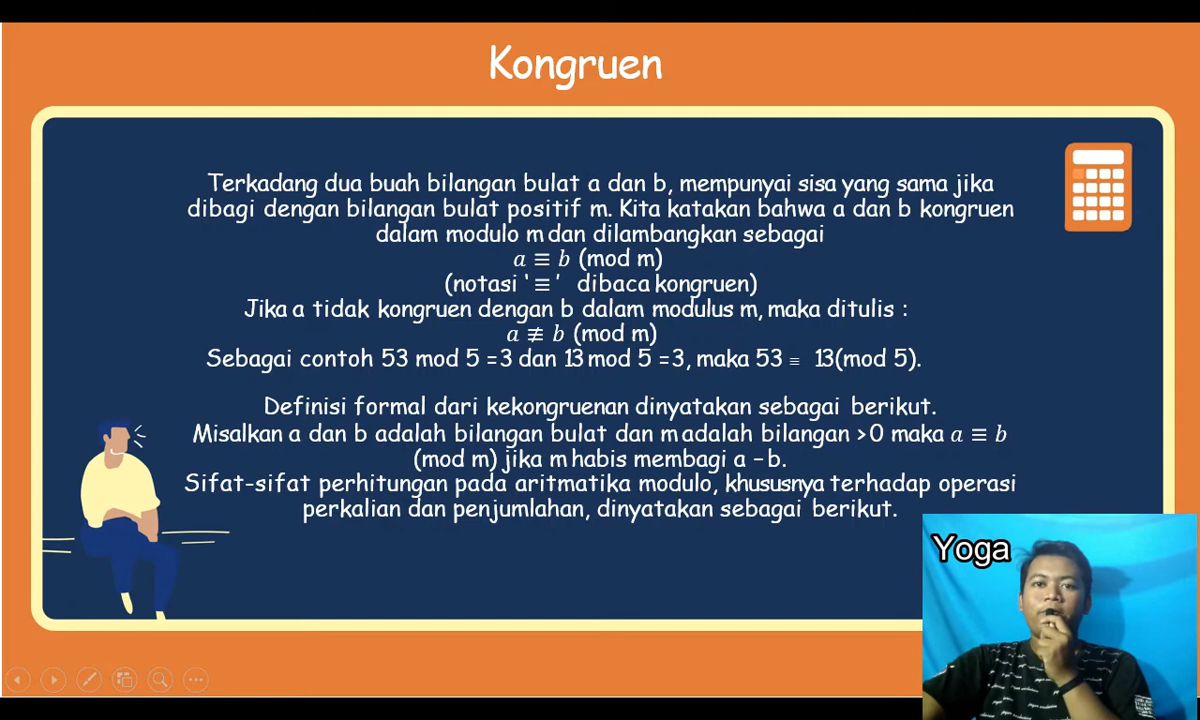 Kongruen
Terkadang dua buah bilangan bulat a dan b, mempunyai sisa yang sama jika
dibagi dengan bilangan bulat positif m. Kita katakan bahwa a dan b kongruen
dalam modulo m dan dilambangkan sebagai
a ≡ b (mod m)
(notasi '≡' dibaca kongruen)
Jika a tidak kongruen dengan b dalam modulus m, maka ditulis :
a ≢ b (mod m)
Sebagai contoh 53 mod 5 =3 dan 13 mod 5 =3, maka 53 ≡ 13(mod 5).
Definisi formal dari kekongruenan dinyatakan sebagai berikut.
Misalkan a dan b adalah bilangan bulat dan m adalah bilangan >0 maka a ≡ b
(mod m) jika m habis membagi a – b.
Sifat-sifat perhitungan pada aritmatika modulo, khususnya terhadap operasi
perkalian dan penjumlahan, dinyatakan sebagai berikut.
Yoga